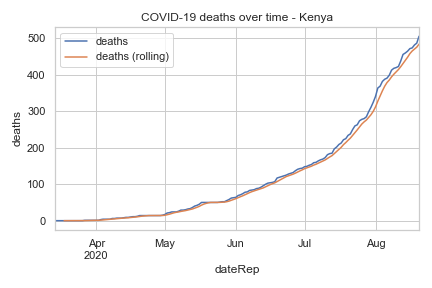 COVID-19 deaths over time - Kenya
deaths
deaths (rolling)
500
400
300
200
100
0
deaths
Apr
2020
May
Jun
Jul
Aug
dateRep